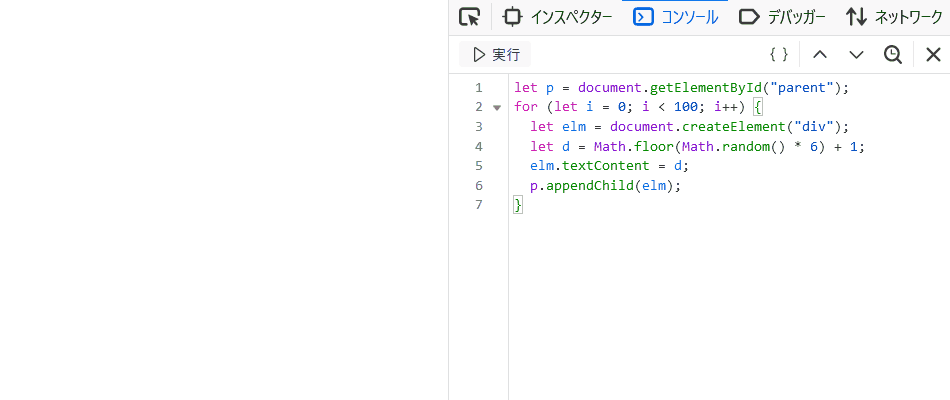 インスペクター コンソール デバッガー ネットワーク
実行 { }
1 let p = document.getElementById("parent");
2 for (let i = 0; i < 100; i++) {
3 let elm = document.createElement("div");
4 let d = Math.floor(Math.random() * 6) + 1;
5 elm.textContent = d;
6 p.appendChild(elm);
7 }